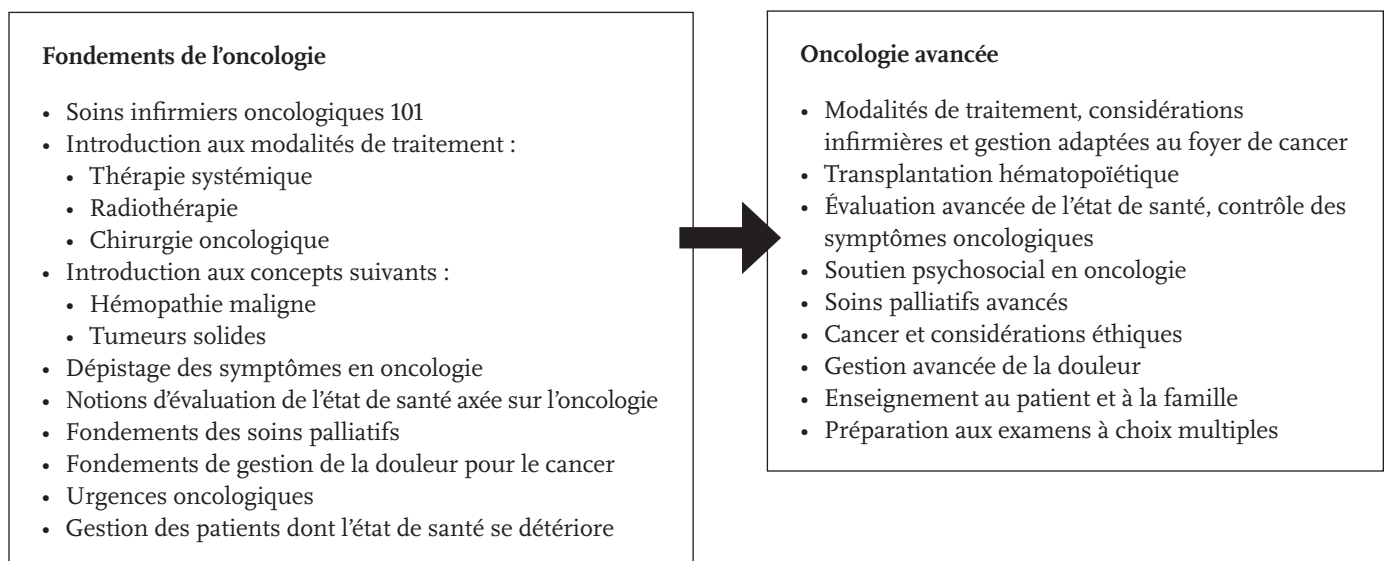 Fondements de l’oncologie
• Soins infirmiers oncologiques 101
• Introduction aux modalités de traitement :
• Thérapie systémique
• Radiothérapie
• Chirurgie oncologique
• Introduction aux concepts suivants :
• Hémopathie maligne
• Tumeurs solides
• Dépistage des symptômes en oncologie
• Notions d’évaluation de l’état de santé axée sur l’oncologie
• Fondements des soins palliatifs
• Fondements de gestion de la douleur pour le cancer
• Urgences oncologiques
• Gestion des patients dont l’état de santé se détériore
Oncologie avancée
• Modalités de traitement, considérations
infirmières et gestion adaptées au foyer de cancer
• Transplantation hématopoïétique
• Évaluation avancée de l’état de santé, contrôle des
symptômes oncologiques
• Soutien psychosocial en oncologie
• Soins palliatifs avancés
• Cancer et considérations éthiques
• Gestion avancée de la douleur
• Enseignement au patient et à la famille
• Préparation aux examens à choix multiples